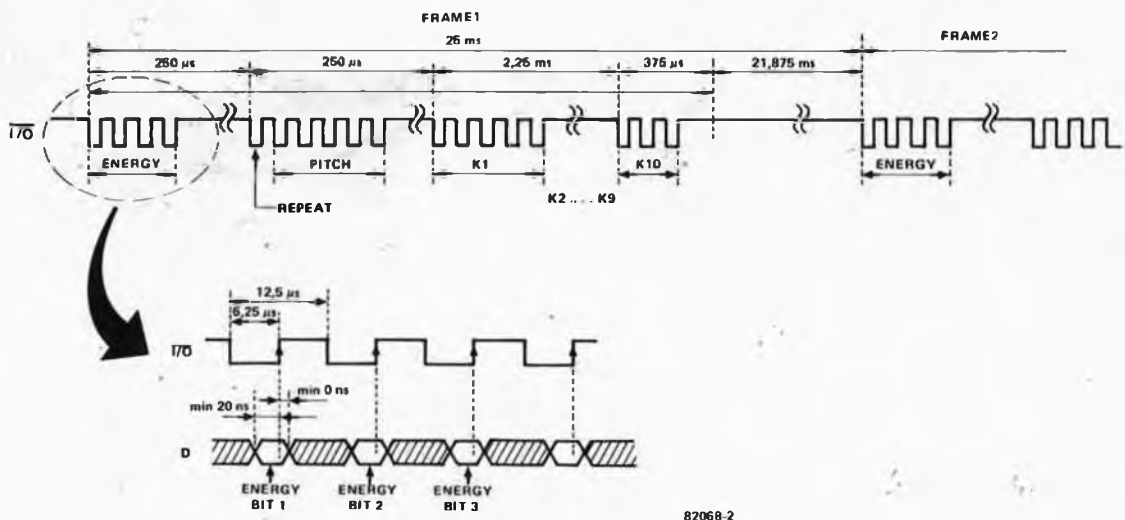 FRAME1
26 ms
FRAME2
260 µs
250 µs
2,25 ms
375 µs
21,875 ms
I/O
ENERGY
PITCH
K1
K10
ENERGY
K2 .. . . K9
REPEAT
12,5 µs
6,25 µs
I/O
min 0 ns
min 20 ns
D
ENERGY BIT 1
ENERGY BIT 2
ENERGY BIT 3
82068-2